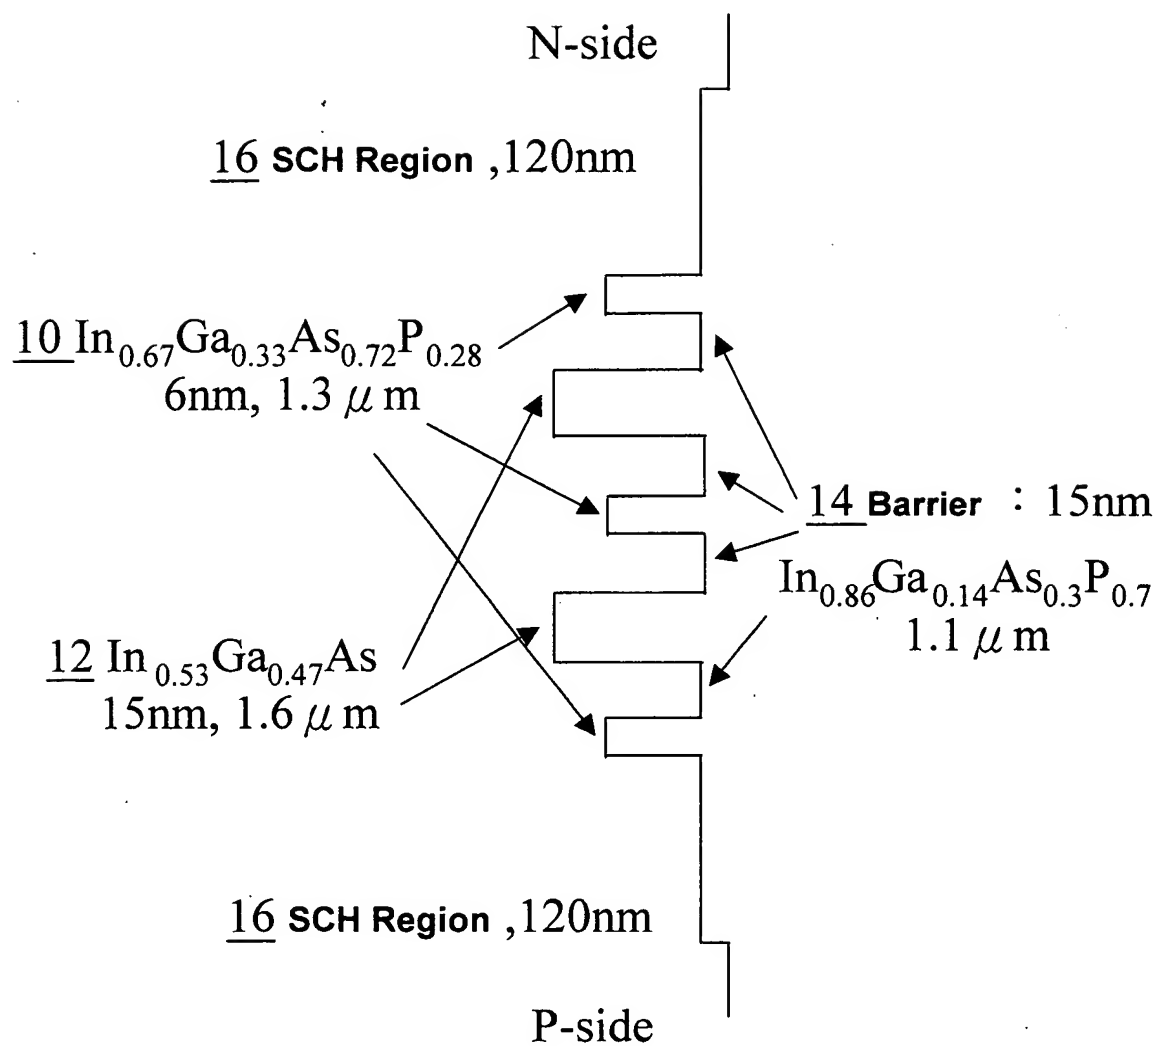 N-side
16 SCH Region ,120nm
10 In0.67Ga0.33As0.72P0.28
6nm, 1.3 μm
14 Barrier : 15nm
In0.86Ga0.14As0.3P0.7
1.1 μm
12 In0.53Ga0.47As
15nm, 1.6 μm
16 SCH Region ,120nm
P-side